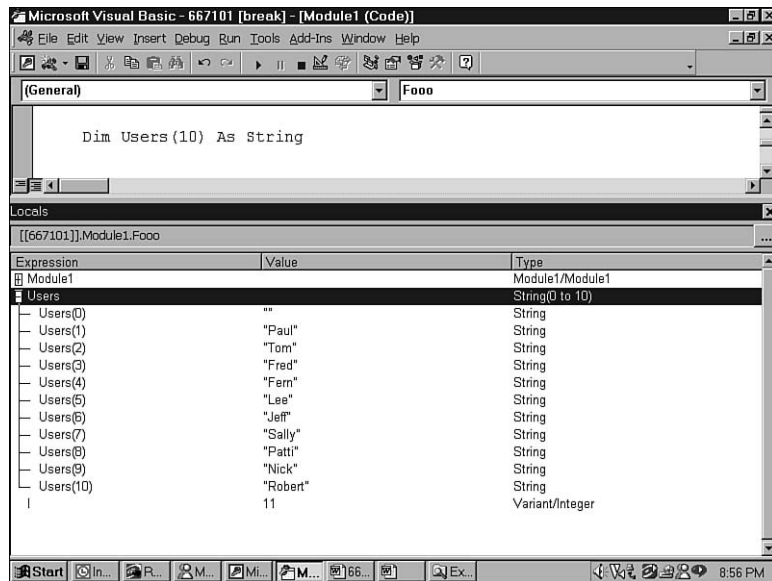 Microsoft Visual Basic - 667101 [break] - [Module1 (Code)]
File Edit View Insert Debug Run Tools Add-Ins Window Help
(General) Fooo
Dim Users(10) As String
Locals
[[667101]].Module1.Fooo ...
Expression Value Type
Module1 Module1/Module1
Users String(0 to 10)
Users(0) "" String
Users(1) "Paul" String
Users(2) "Tom" String
Users(3) "Fred" String
Users(4) "Fern" String
Users(5) "Lee" String
Users(6) "Jeff" String
Users(7) "Sally" String
Users(8) "Patti" String
Users(9) "Nick" String
Users(10) "Robert" String
I 11 Variant/Integer
Start In... R... M... Mi... M... 66... Ex... 8:56 PM